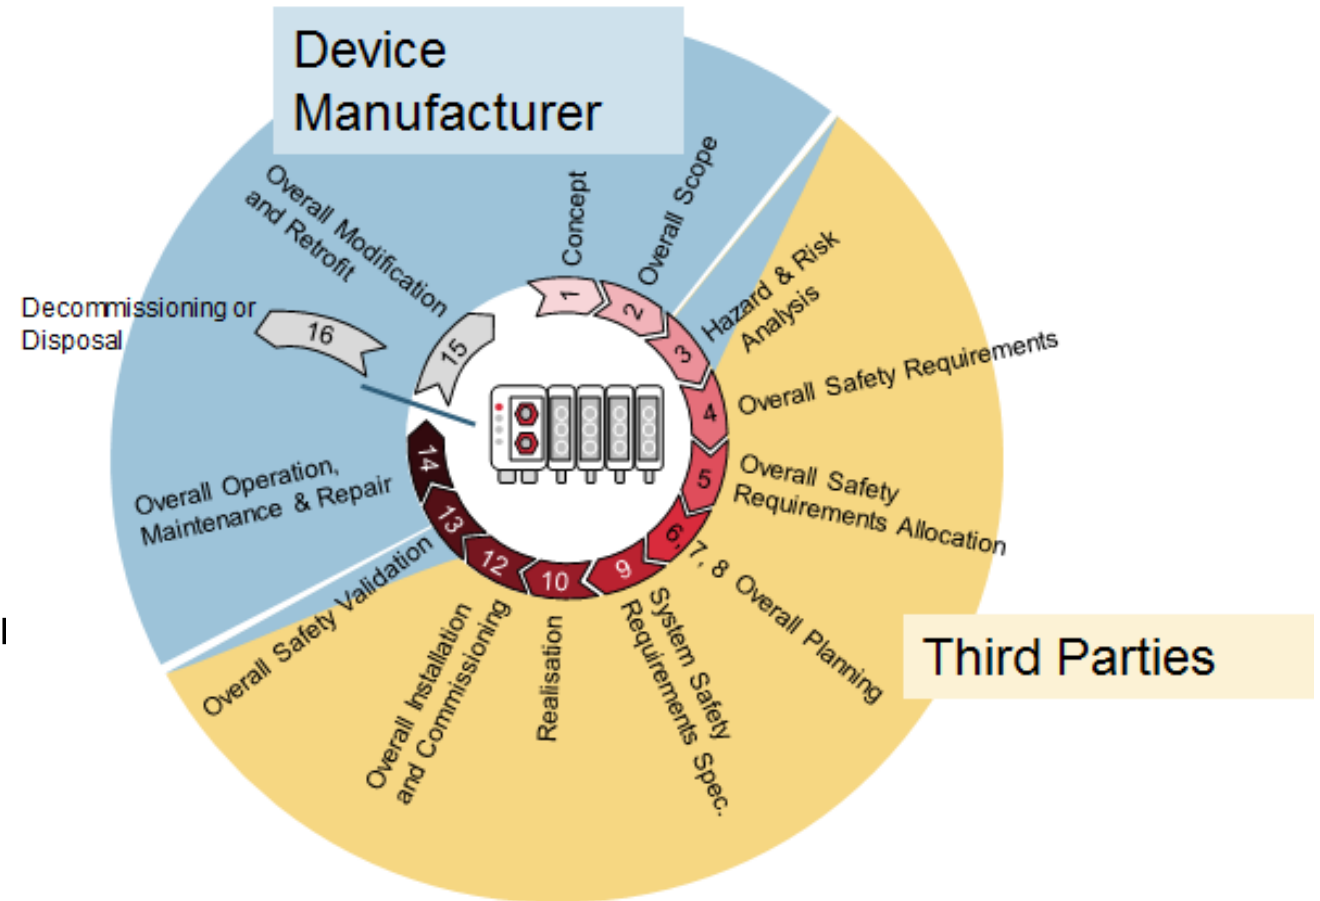 Device
Manufacturer
Overall Modification
and Retrofit
Concept
Overall Scope
Hazard & Risk
Analysis
Decommissioning or
Disposal
16
15
1
2
3
4
Overall Safety Requirements
5
Overall Safety
Requirements Allocation
6, 7, 8 Overall Planning
9
System Safety
Requirements Spec.
10
Realisation
12
Overall Installation
and Commissioning
13
Overall Safety Validation
14
Overall Operation,
Maintenance & Repair
Third Parties